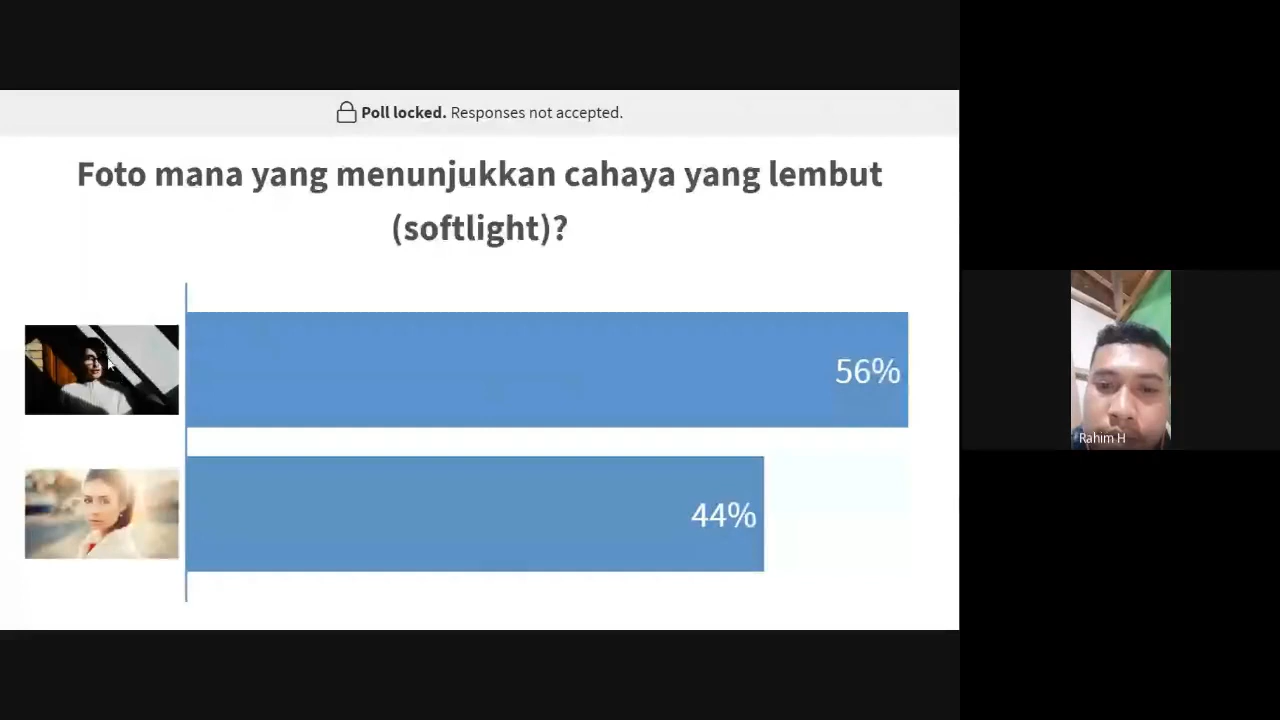 Poll locked. Responses not accepted.
Foto mana yang menunjukkan cahaya yang lembut
(softlight)?
56%
44%
Rahim H